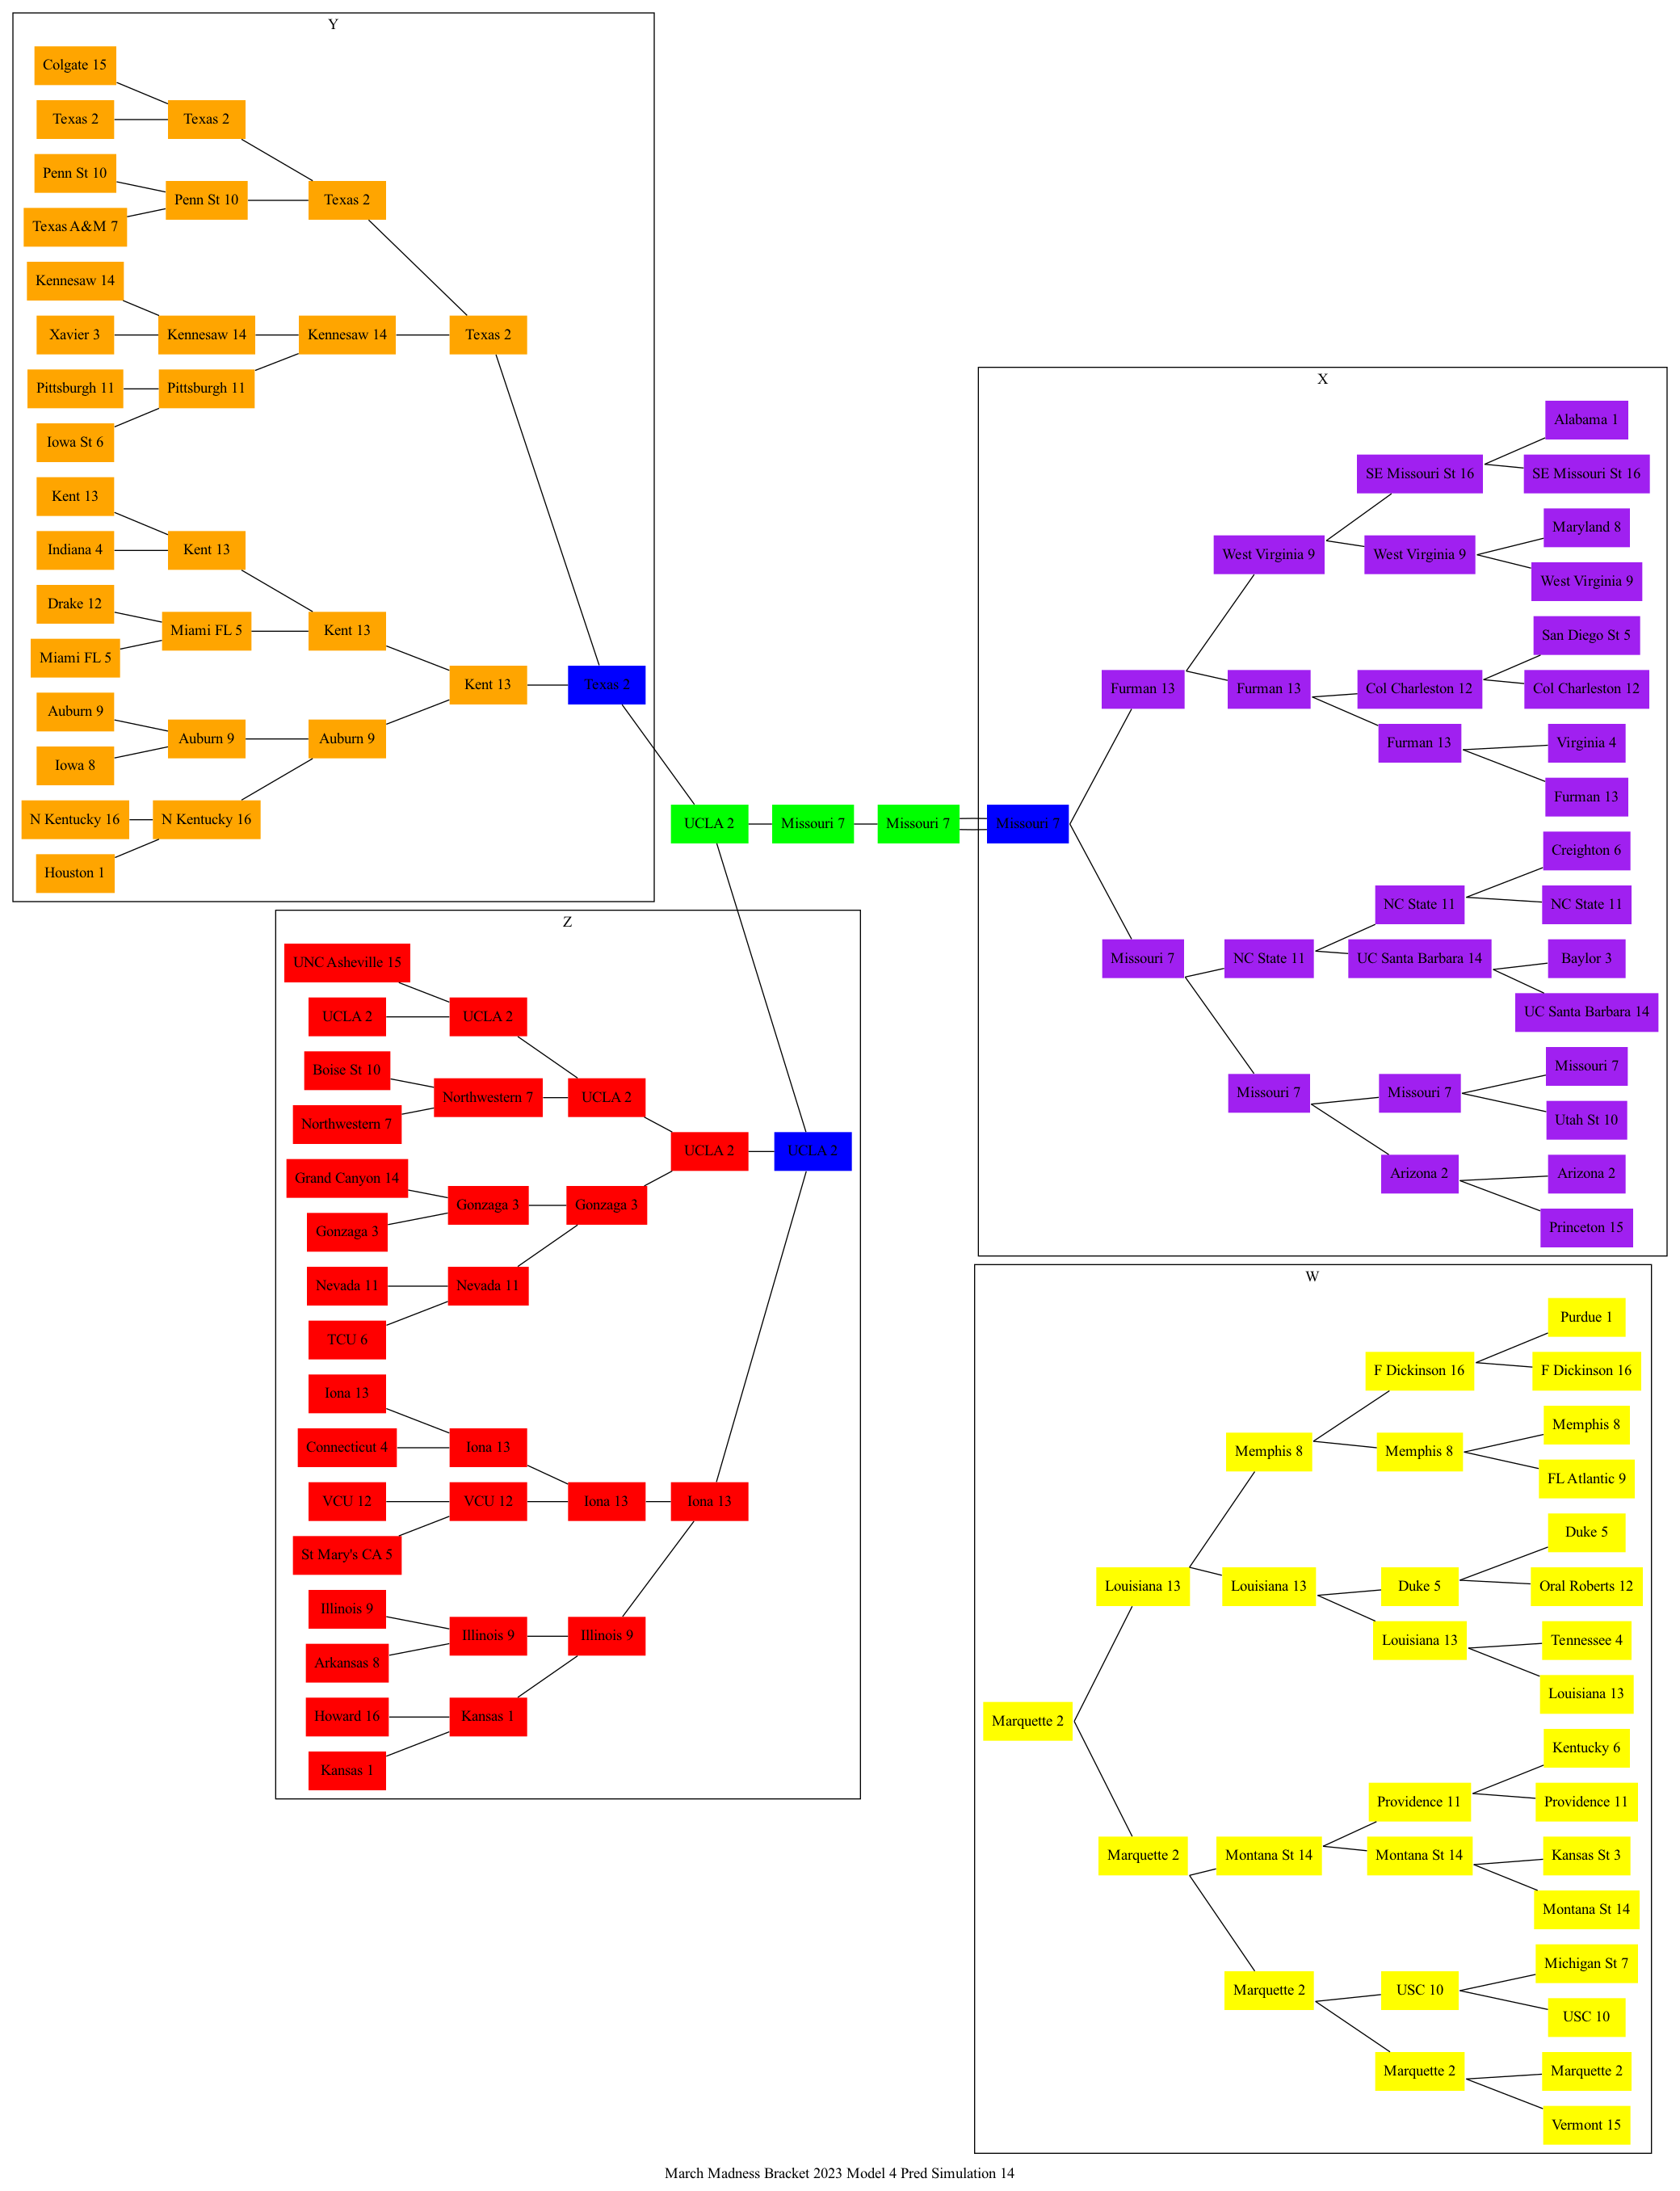 Y
Colgate 15
Texas 2
Penn St 10
Texas A&M 7
Kennesaw 14
Xavier 3
Pittsburgh 11
Iowa St 6
Kent 13
Indiana 4
Drake 12
Miami FL 5
Auburn 9
Iowa 8
N Kentucky 16
Houston 1
Texas 2
Penn St 10
Kennesaw 14
Pittsburgh 11
Kent 13
Miami FL 5
Auburn 9
N Kentucky 16
Texas 2
Kennesaw 14
Kent 13
Auburn 9
Texas 2
Kent 13
Texas 2
Z
UNC Asheville 15
UCLA 2
Boise St 10
Northwestern 7
Grand Canyon 14
Gonzaga 3
Nevada 11
TCU 6
Iona 13
Connecticut 4
VCU 12
St Mary's CA 5
Illinois 9
Arkansas 8
Howard 16
Kansas 1
UCLA 2
Northwestern 7
Gonzaga 3
Nevada 11
Iona 13
VCU 12
Illinois 9
Kansas 1
UCLA 2
Gonzaga 3
Iona 13
Illinois 9
UCLA 2
Iona 13
UCLA 2
UCLA 2
Missouri 7
Missouri 7
X
Missouri 7
Furman 13
Missouri 7
West Virginia 9
Furman 13
NC State 11
Missouri 7
SE Missouri St 16
West Virginia 9
Col Charleston 12
Furman 13
NC State 11
UC Santa Barbara 14
Missouri 7
Arizona 2
Alabama 1
SE Missouri St 16
Maryland 8
West Virginia 9
San Diego St 5
Col Charleston 12
Virginia 4
Furman 13
Creighton 6
NC State 11
Baylor 3
UC Santa Barbara 14
Missouri 7
Utah St 10
Arizona 2
Princeton 15
W
Marquette 2
Louisiana 13
Marquette 2
Memphis 8
Louisiana 13
Montana St 14
Marquette 2
F Dickinson 16
Memphis 8
Duke 5
Louisiana 13
Providence 11
Montana St 14
USC 10
Marquette 2
Purdue 1
F Dickinson 16
Memphis 8
FL Atlantic 9
Duke 5
Oral Roberts 12
Tennessee 4
Louisiana 13
Kentucky 6
Providence 11
Kansas St 3
Montana St 14
Michigan St 7
USC 10
Marquette 2
Vermont 15
March Madness Bracket 2023 Model 4 Pred Simulation 14